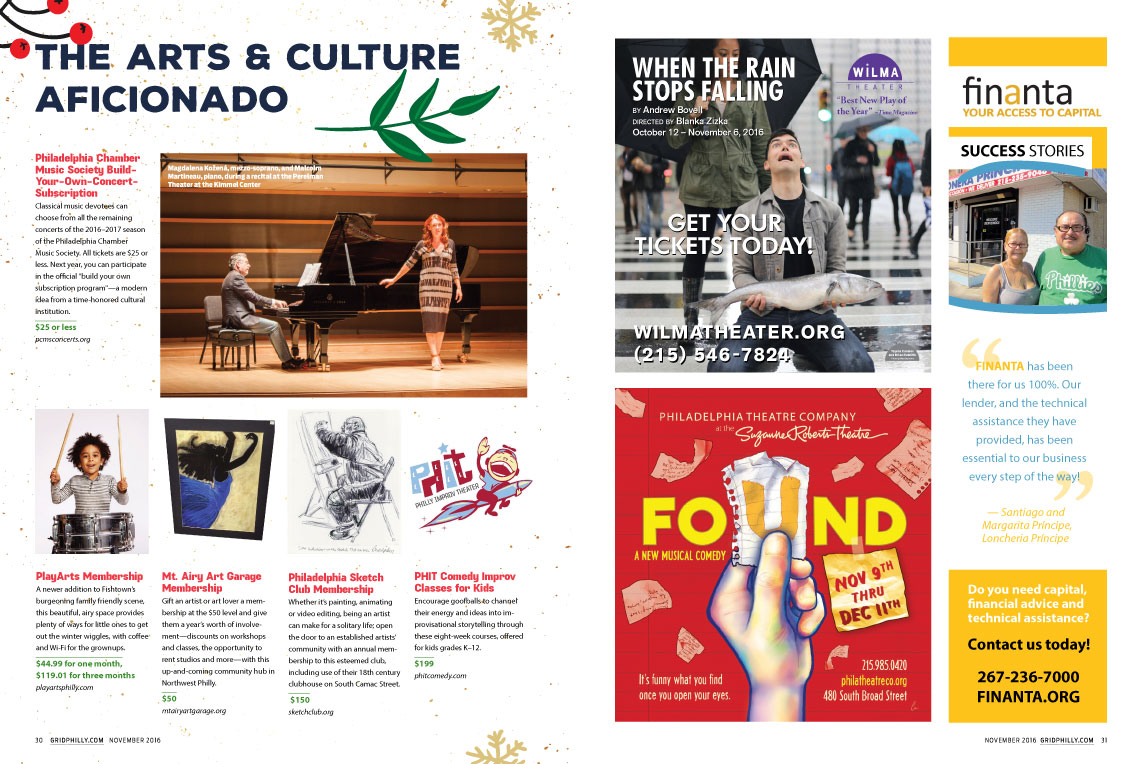 THE ARTS & CULTURE
AFICIONADO
Philadelphia Chamber
Music Society Build-
Your-Own-Concert-
Subscription
Classical music devotees can
choose from all the remaining
concerts of the 2016–2017 season
of the Philadelphia Chamber
Music Society. All tickets are $25 or
less. Next year, you can participate
in the official "build your own
subscription program"—a modern
idea from a time-honored cultural
institution.
$25 or less
pcmsconcerts.org
Magdalena Kožená, mezzo-soprano, and Malcolm
Martineau, piano, during a recital at the Perelman
Theater at the Kimmel Center
PHIT
PHILLY IMPROV THEATER
PlayArts Membership
A newer addition to Fishtown's
burgeoning family friendly scene,
this beautiful, airy space provides
plenty of ways for little ones to get
out the winter wiggles, with coffee
and Wi-Fi for the grownups.
$44.99 for one month,
$119.01 for three months
playartsphilly.com
Mt. Airy Art Garage
Membership
Gift an artist or art lover a mem-
bership at the $50 level and give
them a year's worth of involve-
ment—discounts on workshops
and classes, the opportunity to
rent studios and more—with this
up-and-coming community hub in
Northwest Philly.
$50
mtairyartgarage.org
Philadelphia Sketch
Club Membership
Whether it's painting, animating
or video editing, being an artist
can make for a solitary life; open
the door to an established artists'
community with an annual mem-
bership to this esteemed club,
including use of their 18th century
clubhouse on South Camac Street.
$150
sketchclub.org
PHIT Comedy Improv
Classes for Kids
Encourage goofballs to channel
their energy and ideas into im-
provisational storytelling through
these eight-week courses, offered
for kids grades K–12.
$199
phitcomedy.com
30 GRIDPHILLY.COM NOVEMBER 2016
WHEN THE RAIN
STOPS FALLING
BY Andrew Bovell
DIRECTED BY Blanka Zizka
October 12 – November 6, 2016
WILMA
THEATER
"Best New Play of
the Year" –Time Magazine
GET YOUR
TICKETS TODAY!
WILMATHEATER.ORG
(215) 546-7824
PHILADELPHIA THEATRE COMPANY
at the Suzanne Roberts Theatre
FOUND
A NEW MUSICAL COMEDY
NOV 9TH
THRU
DEC 11TH
It's funny what you find
once you open your eyes.
215.985.0420
philatheatreco.org
480 South Broad Street
finanta
YOUR ACCESS TO CAPITAL
SUCCESS STORIES
Phillies
“FINANTA has been
there for us 100%. Our
lender, and the technical
assistance they have
provided, has been
essential to our business
every step of the way!”
— Santiago and
Margarita Principe,
Loncheria Principe
Do you need capital,
financial advice and
technical assistance?
Contact us today!
267-236-7000
FINANTA.ORG
NOVEMBER 2016 GRIDPHILLY.COM 31